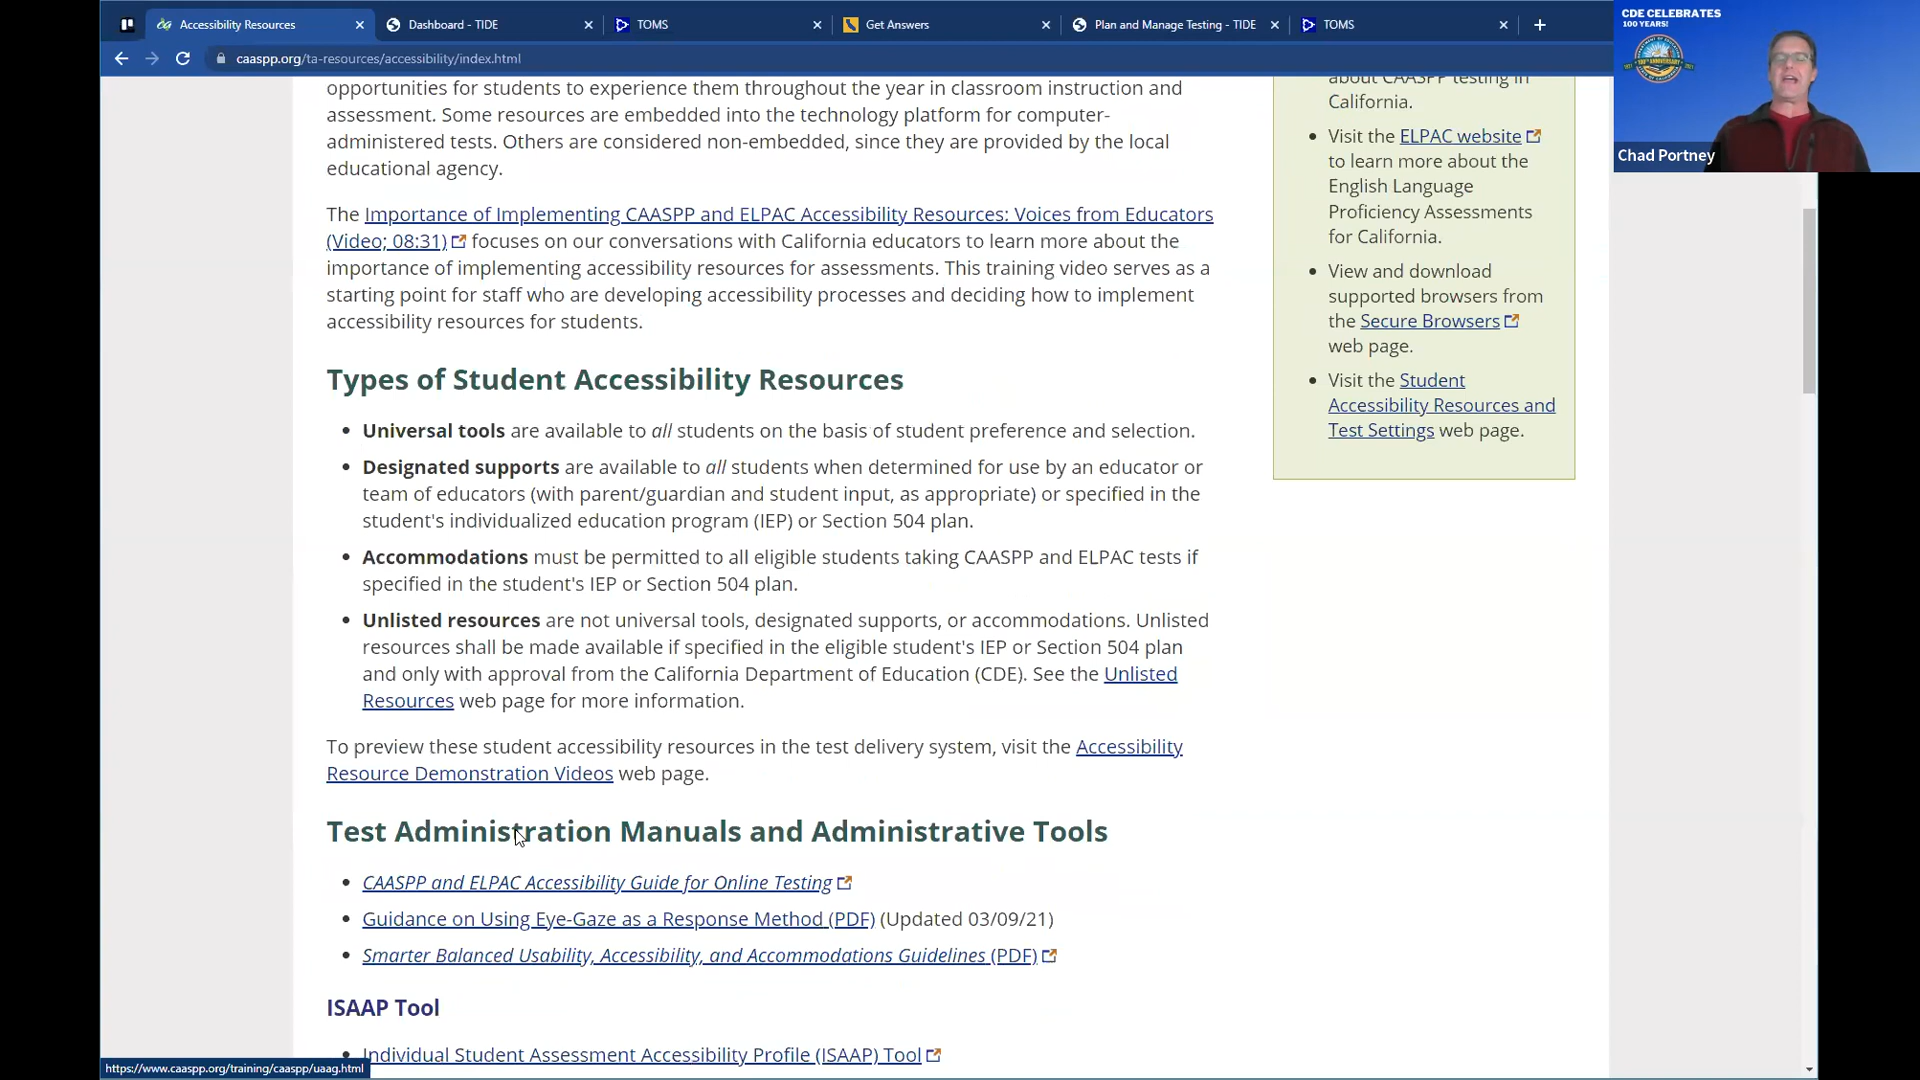 Accessibility Resources
Dashboard - TIDE
TOMS
Get Answers
Plan and Manage Testing - TIDE
TOMS
caaspp.org/ta-resources/accessibility/index.html
CDE CELEBRATES
100 YEARS!
Chad Portney
opportunities for students to experience them throughout the year in classroom instruction and
assessment. Some resources are embedded into the technology platform for computer-
administered tests. Others are considered non-embedded, since they are provided by the local
educational agency.
The Importance of Implementing CAASPP and ELPAC Accessibility Resources: Voices from Educators
(Video; 08:31) focuses on our conversations with California educators to learn more about the
importance of implementing accessibility resources for assessments. This training video serves as a
starting point for staff who are developing accessibility processes and deciding how to implement
accessibility resources for students.
Types of Student Accessibility Resources
• Universal tools are available to all students on the basis of student preference and selection.
• Designated supports are available to all students when determined for use by an educator or
team of educators (with parent/guardian and student input, as appropriate) or specified in the
student's individualized education program (IEP) or Section 504 plan.
• Accommodations must be permitted to all eligible students taking CAASPP and ELPAC tests if
specified in the student's IEP or Section 504 plan.
• Unlisted resources are not universal tools, designated supports, or accommodations. Unlisted
resources shall be made available if specified in the eligible student's IEP or Section 504 plan
and only with approval from the California Department of Education (CDE). See the Unlisted
Resources web page for more information.
To preview these student accessibility resources in the test delivery system, visit the Accessibility
Resource Demonstration Videos web page.
Test Administration Manuals and Administrative Tools
• CAASPP and ELPAC Accessibility Guide for Online Testing
• Guidance on Using Eye-Gaze as a Response Method (PDF) (Updated 03/09/21)
• Smarter Balanced Usability, Accessibility, and Accommodations Guidelines (PDF)
ISAAP Tool
• Individual Student Assessment Accessibility Profile (ISAAP) Tool
about CAASPP testing in
California.
• Visit the ELPAC website
to learn more about the
English Language
Proficiency Assessments
for California.
• View and download
supported browsers from
the Secure Browsers
web page.
• Visit the Student
Accessibility Resources and
Test Settings web page.
https://www.caaspp.org/training/caaspp/uaag.html